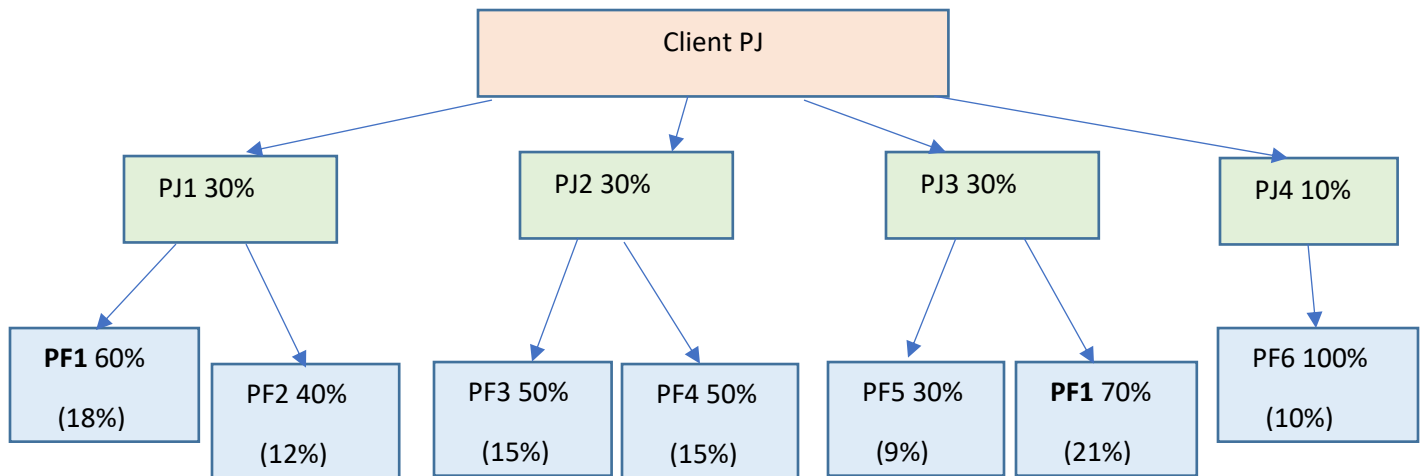 Client PJ
PJ1 30%
PJ2 30%
PJ3 30%
PJ4 10%
PF1 60%
(18%)
PF2 40%
(12%)
PF3 50%
(15%)
PF4 50%
(15%)
PF5 30%
(9%)
PF1 70%
(21%)
PF6 100%
(10%)